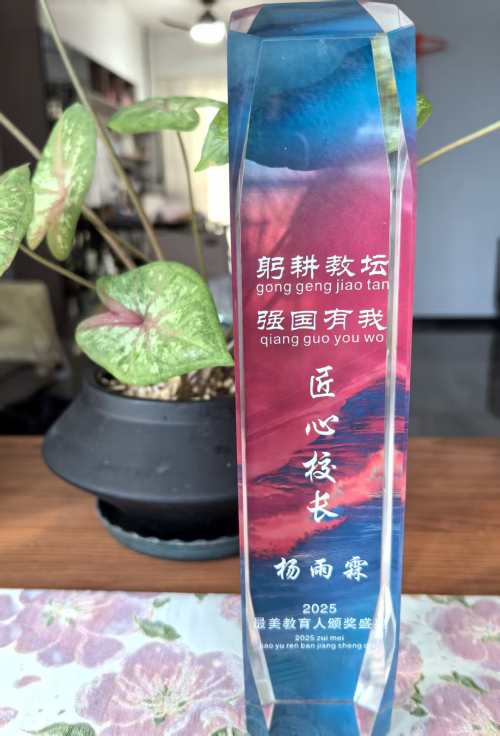 躬耕教坛
gong geng jiao tan
强国有我
qiang guo you wo
匠心校长
杨雨霖
2025
最美教育人颁奖盛典
2025 zui mei
jiao yu ren ban jiang sheng